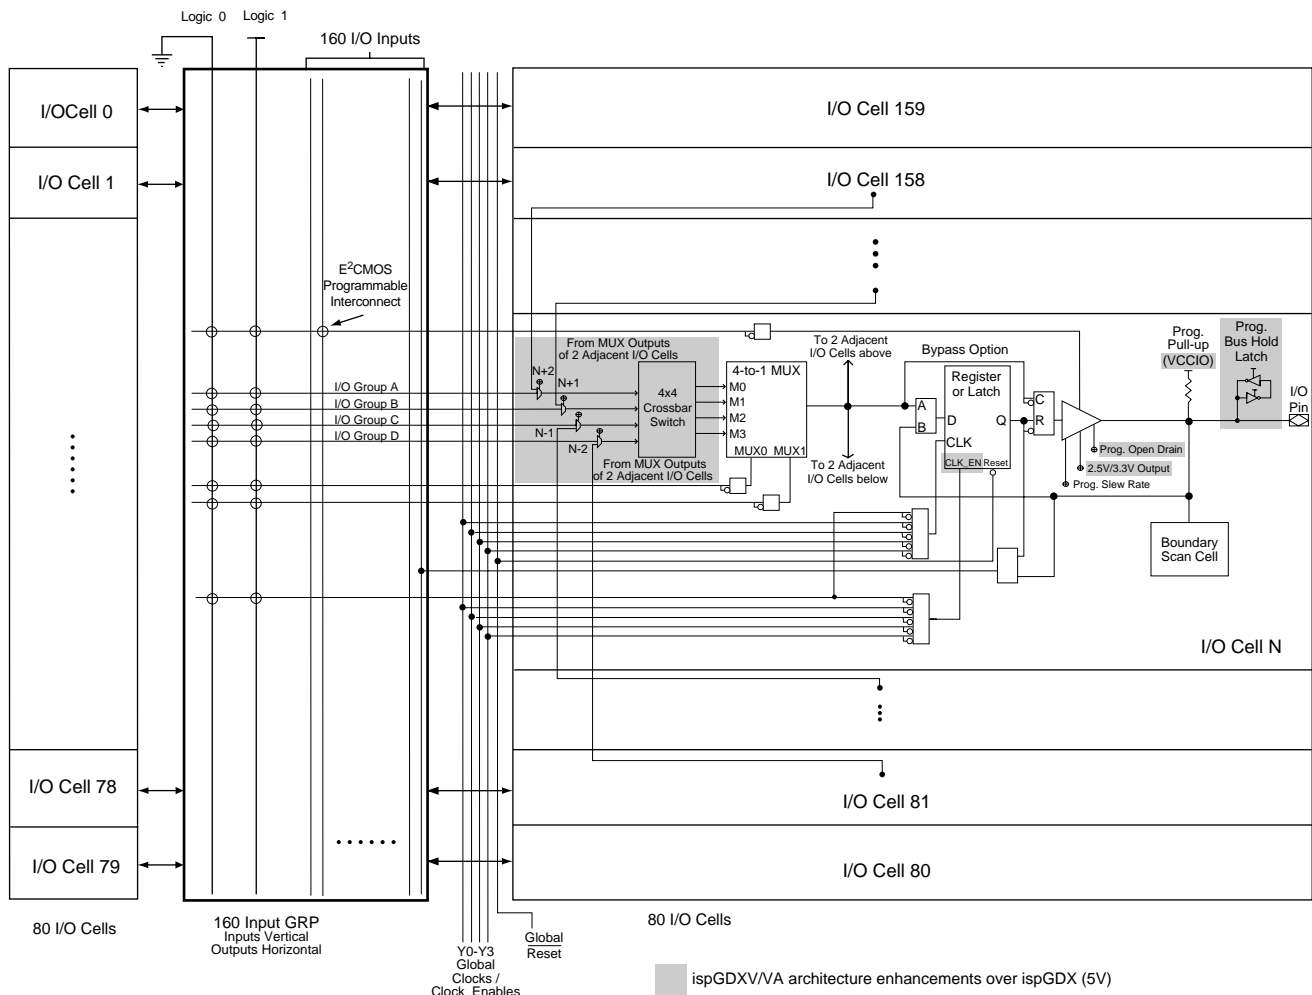 Logic 0
Logic 1
160 I/O Inputs
I/OCell 0
I/O Cell 159
I/O Cell 1
I/O Cell 158
E2CMOS
Programmable
Interconnect
From MUX Outputs
of 2 Adjacent I/O Cells
N+2
N+1
N-1
N-2
4x4
Crossbar
Switch
From MUX Outputs
of 2 Adjacent I/O Cells
I/O Group A
I/O Group B
I/O Group C
I/O Group D
4-to-1 MUX
M0
M1
M2
M3
MUX0 MUX1
To 2 Adjacent
I/O Cells above
To 2 Adjacent
I/O Cells below
Bypass Option
A
B
Register
or Latch
D
Q
CLK
CLK_EN
Reset
C
R
Prog.
Pull-up
(VCCIO)
Prog.
Bus Hold
Latch
I/O
Pin
Prog. Open Drain
2.5V/3.3V Output
Prog. Slew Rate
Boundary
Scan Cell
I/O Cell N
I/O Cell 78
I/O Cell 81
I/O Cell 79
I/O Cell 80
80 I/O Cells
160 Input GRP
Inputs Vertical
Outputs Horizontal
Y0-Y3
Global
Clocks /
Clock Enables
Global
Reset
80 I/O Cells
ispGDXV/VA architecture enhancements over ispGDX (5V)